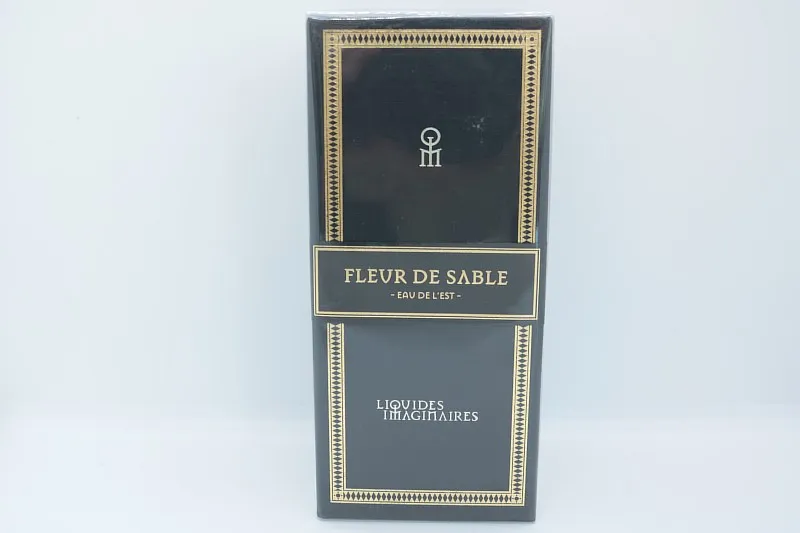 FLEUR DE SABLE
- EAU DE L'EST -
LIQUIDES
IMAGINAIRES